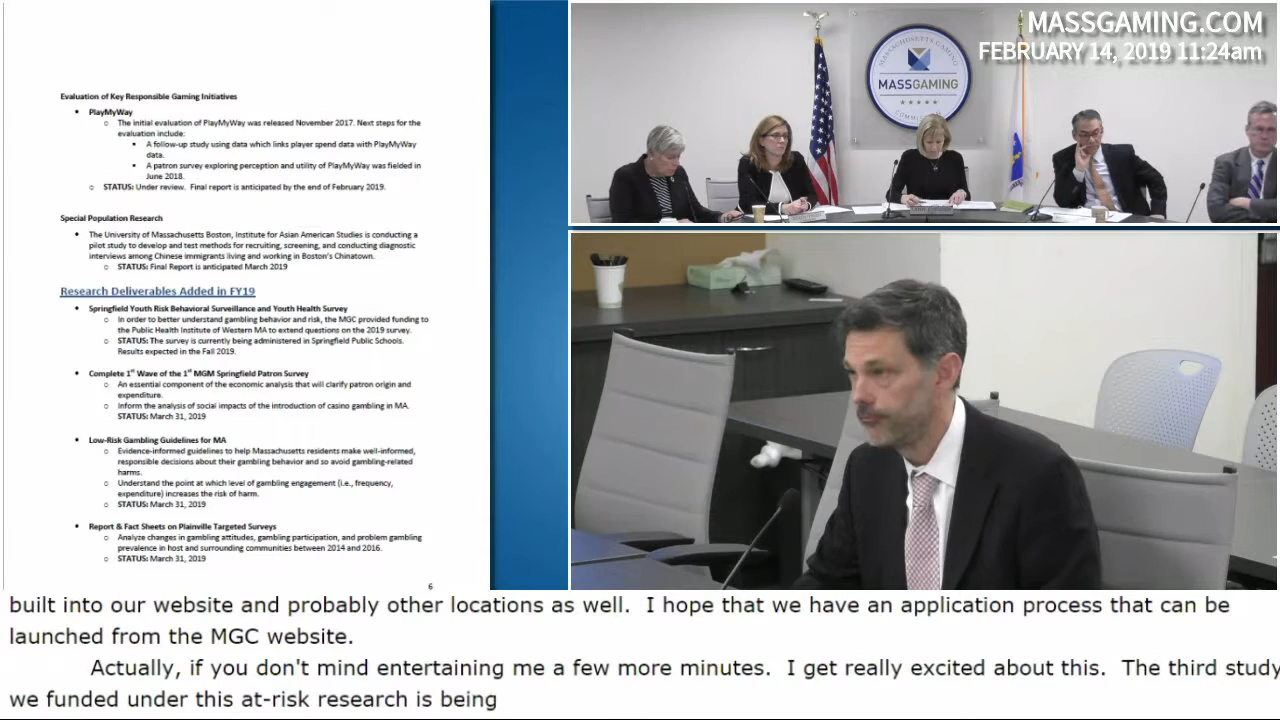 Evaluation of Key Responsible Gaming Initiatives
• PlayMyWay
o The initial evaluation of PlayMyWay was released November 2017. Next steps for the
evaluation include:
▪ A follow-up study using data which links player spend data with PlayMyWay
data.
▪ A patron survey exploring perception and utility of PlayMyWay was fielded in
June 2018.
o STATUS: Under review. Final report is anticipated by the end of February 2019.
Special Population Research
• The University of Massachusetts Boston, Institute for Asian American Studies is conducting a
pilot study to develop and test methods for recruiting, screening, and conducting diagnostic
interviews among Chinese immigrants living and working in Boston's Chinatown.
o STATUS: Final Report is anticipated March 2019
Research Deliverables Added in FY19
• Springfield Youth Risk Behavioral Surveillance and Youth Health Survey
o In order to better understand gambling behavior and risk, the MGC provided funding to
the Public Health Institute of Western MA to extend questions on the 2019 survey.
o STATUS: The survey is currently being administered in Springfield Public Schools.
Results expected in the Fall 2019.
• Complete 1st Wave of the 1st MGM Springfield Patron Survey
o An essential component of the economic analysis that will clarify patron origin and
expenditure.
o Inform the analysis of social impacts of the introduction of casino gambling in MA.
STATUS: March 31, 2019
• Low-Risk Gambling Guidelines for MA
o Evidence-informed guidelines to help Massachusetts residents make well-informed,
responsible decisions about their gambling behavior and so avoid gambling-related
harms.
o Understand the point at which level of gambling engagement (i.e., frequency,
expenditure) increases the risk of harm.
o STATUS: March 31, 2019
• Report & Fact Sheets on Plainville Targeted Surveys
o Analyze changes in gambling attitudes, gambling participation, and problem gambling
prevalence in host and surrounding communities between 2014 and 2016.
o STATUS: March 31, 2019
6
MASSGAMING.COM
FEBRUARY 14, 2019 11:24am
MASSACHUSETTS GAMING
MASSGAMING
★★★★★
COMMISSION
built into our website and probably other locations as well. I hope that we have an application process that can be
launched from the MGC website.
Actually, if you don't mind entertaining me a few more minutes. I get really excited about this. The third study
we funded under this at-risk research is being